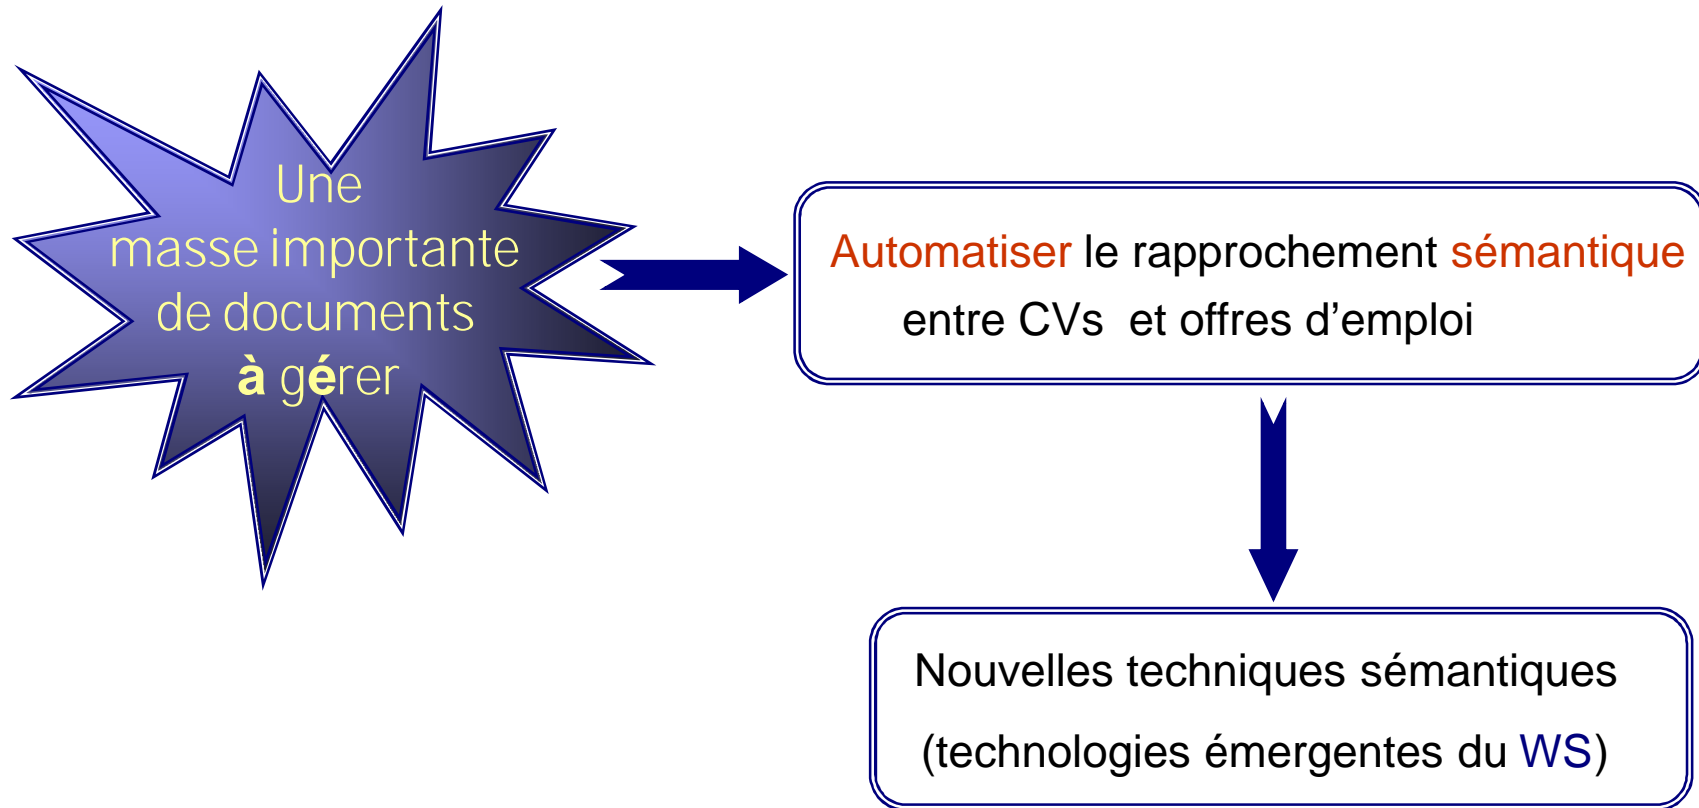 Une
masse importante
de documents
à gérer
Automatiser le rapprochement sémantique
entre CVs et offres d’emploi
Nouvelles techniques sémantiques
(technologies émergentes du WS)